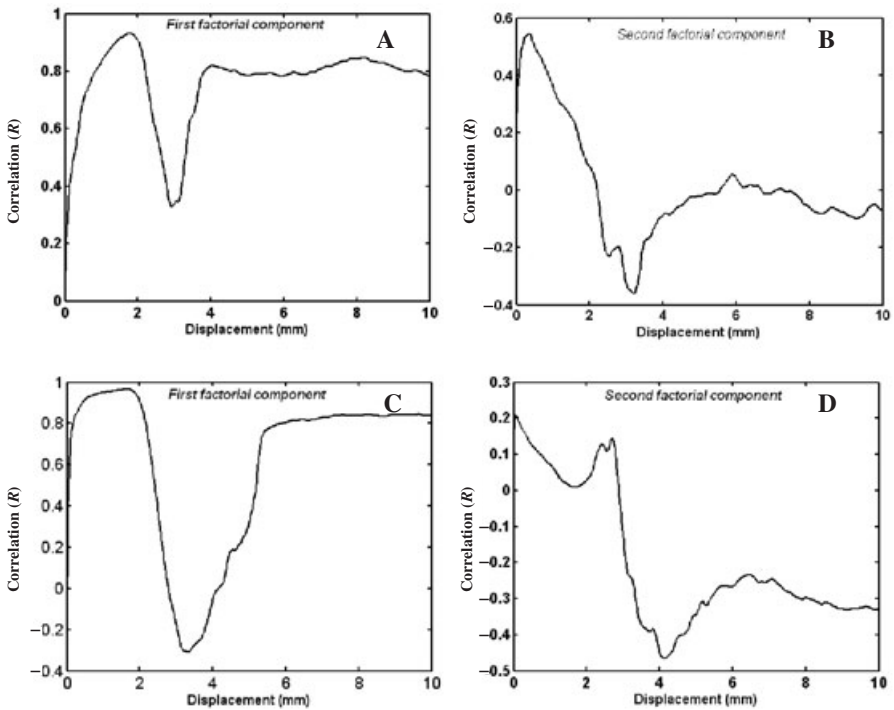 First factorial component
A
Correlation (R)
1
0.8
0.6
0.4
0.2
0
0 2 4 6 8 10
Displacement (mm)
Second factorial component
B
Correlation (R)
0.6
0.4
0.2
0
−0.2
−0.4
0 2 4 6 8 10
Displacement (mm)
First factorial component
C
Correlation (R)
1
0.8
0.6
0.4
0.2
0
−0.2
−0.4
0 2 4 6 8 10
Displacement (mm)
Second factorial component
D
Correlation (R)
0.3
0.2
0.1
0
−0.1
−0.2
−0.3
−0.4
−0.5
0 2 4 6 8 10
Displacement (mm)